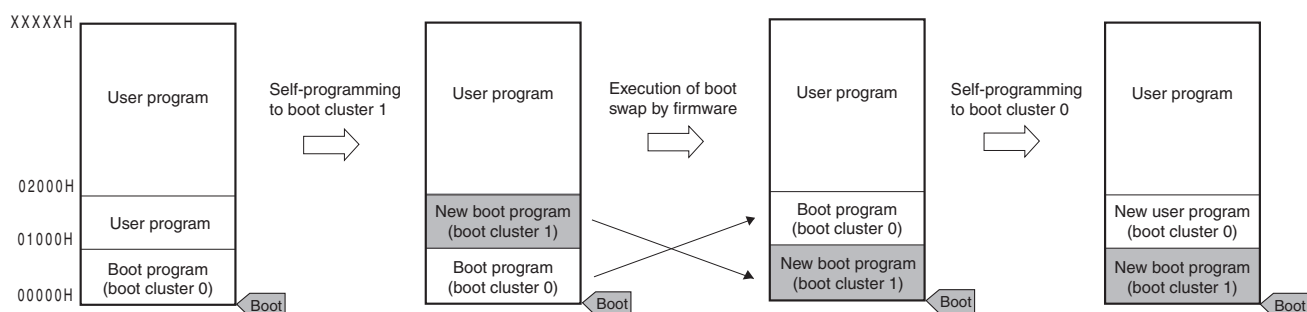 XXXXXH
User program
02000H
User program
01000H
Boot program
(boot cluster 0)
00000H
Boot
Self-programming
to boot cluster 1
User program
New boot program
(boot cluster 1)
Boot program
(boot cluster 0)
Boot
Execution of boot
swap by firmware
User program
Boot program
(boot cluster 0)
New boot program
(boot cluster 1)
Boot
Self-programming
to boot cluster 0
User program
New user program
(boot cluster 0)
New boot program
(boot cluster 1)
Boot